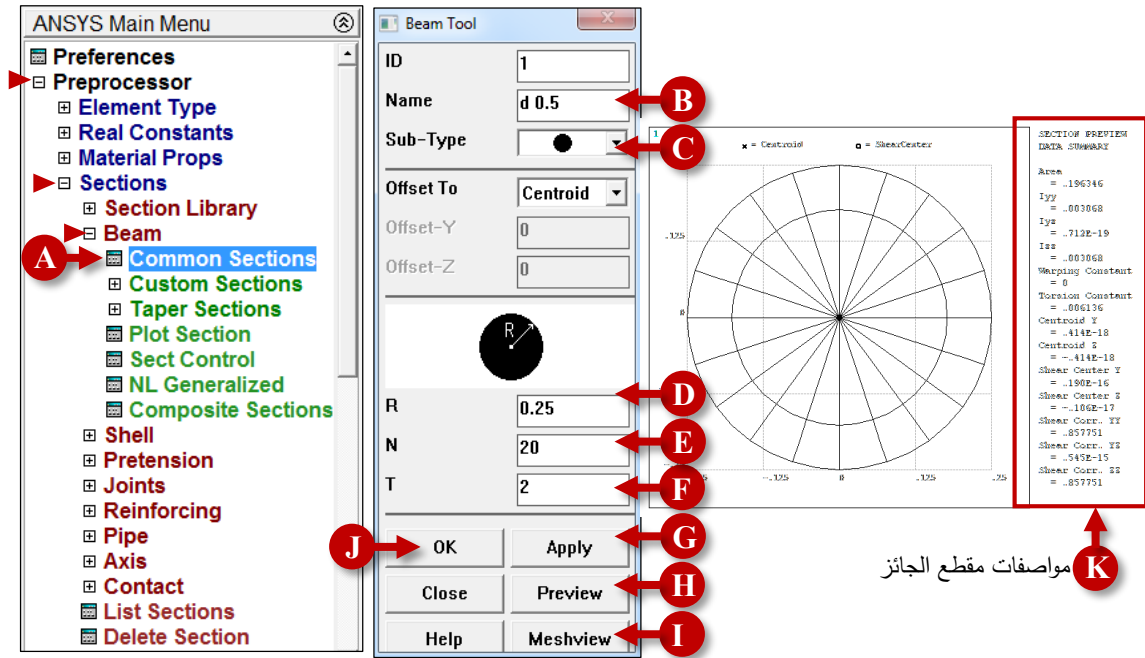 ANSYS Main Menu
Preferences
Preprocessor
Element Type
Real Constants
Material Props
Sections
Section Library
Beam
A
Common Sections
Custom Sections
Taper Sections
Plot Section
Sect Control
NL Generalized
Composite Sections
Shell
Pretension
Joints
Reinforcing
Pipe
Axis
Contact
List Sections
Delete Section
Beam Tool
ID
1
Name
d 0.5
B
Sub-Type
C
Offset To
Centroid
Offset-Y
0
Offset-Z
0
R
D
R
0.25
E
N
20
F
T
2
J
OK
Apply
G
Close
Preview
H
Help
Meshview
I
1
x = Centroid
o = ShearCenter
.125
0
-.125
0
.125
.25
SECTION PREVIEW
DATA SUMMARY
Area
= .196346
Iyy
= .003068
Iyz
= .712E-19
Izz
= .003068
Warping Constant
= 0
Torsion Constant
= .006136
Centroid Y
= .414E-18
Centroid Z
= -.414E-18
Shear Center Y
= .190E-16
Shear Center Z
= -.106E-17
Shear Corr. YY
= .857751
Shear Corr. YZ
= .545E-15
Shear Corr. ZZ
= .857751
K
مواصفات مقطع الجائز